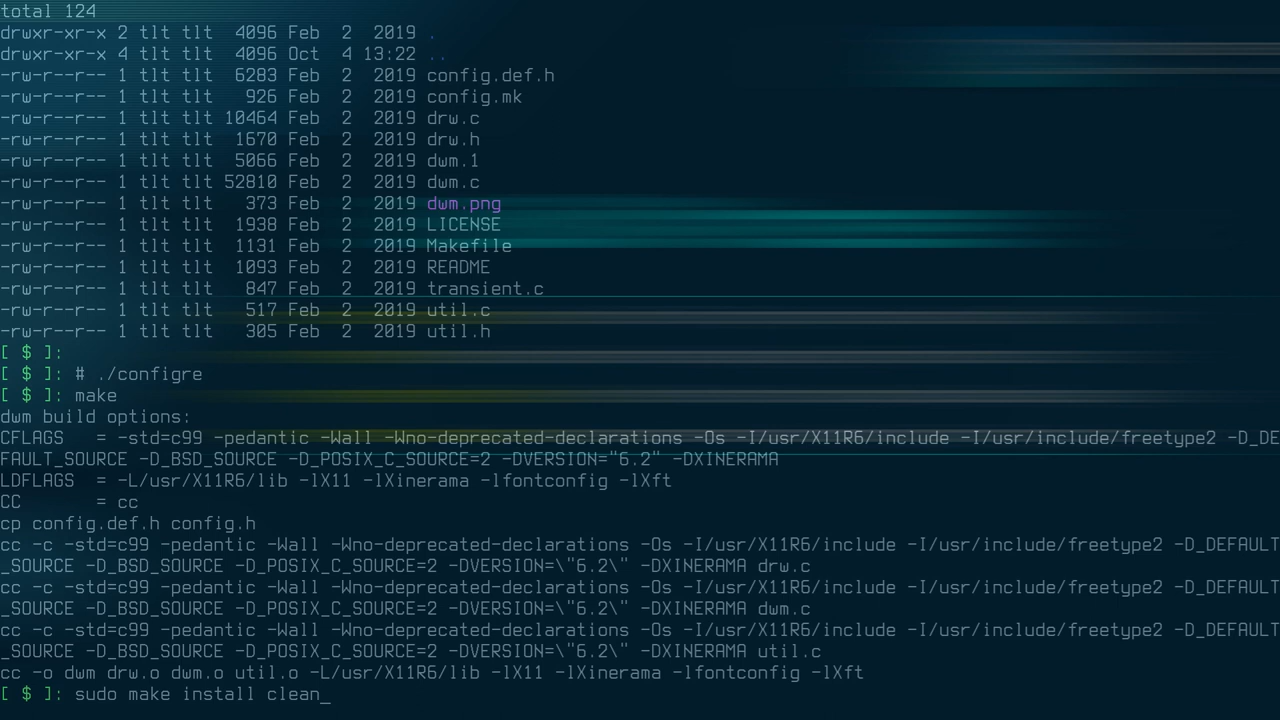 total 124
drwxr-xr-x 2 tlt tlt  4096 Feb  2  2019 .
drwxr-xr-x 4 tlt tlt  4096 Oct  4 13:22 ..
-rw-r--r-- 1 tlt tlt  6283 Feb  2  2019 config.def.h
-rw-r--r-- 1 tlt tlt   926 Feb  2  2019 config.mk
-rw-r--r-- 1 tlt tlt 10464 Feb  2  2019 drw.c
-rw-r--r-- 1 tlt tlt  1670 Feb  2  2019 drw.h
-rw-r--r-- 1 tlt tlt  5066 Feb  2  2019 dwm.1
-rw-r--r-- 1 tlt tlt 52810 Feb  2  2019 dwm.c
-rw-r--r-- 1 tlt tlt   373 Feb  2  2019 dwm.png
-rw-r--r-- 1 tlt tlt  1938 Feb  2  2019 LICENSE
-rw-r--r-- 1 tlt tlt  1131 Feb  2  2019 Makefile
-rw-r--r-- 1 tlt tlt  1093 Feb  2  2019 README
-rw-r--r-- 1 tlt tlt   847 Feb  2  2019 transient.c
-rw-r--r-- 1 tlt tlt   517 Feb  2  2019 util.c
-rw-r--r-- 1 tlt tlt   305 Feb  2  2019 util.h
[ $ ]:
[ $ ]: # ./configre
[ $ ]: make
dwm build options:
CFLAGS   = -std=c99 -pedantic -Wall -Wno-deprecated-declarations -Os -I/usr/X11R6/include -I/usr/include/freetype2 -D_DE
FAULT_SOURCE -D_BSD_SOURCE -D_POSIX_C_SOURCE=2 -DVERSION="6.2" -DXINERAMA
LDFLAGS  = -L/usr/X11R6/lib -lX11 -lXinerama -lfontconfig -lXft
CC       = cc
cp config.def.h config.h
cc -c -std=c99 -pedantic -Wall -Wno-deprecated-declarations -Os -I/usr/X11R6/include -I/usr/include/freetype2 -D_DEFAULT
_SOURCE -D_BSD_SOURCE -D_POSIX_C_SOURCE=2 -DVERSION=\"6.2\" -DXINERAMA drw.c
cc -c -std=c99 -pedantic -Wall -Wno-deprecated-declarations -Os -I/usr/X11R6/include -I/usr/include/freetype2 -D_DEFAULT
_SOURCE -D_BSD_SOURCE -D_POSIX_C_SOURCE=2 -DVERSION=\"6.2\" -DXINERAMA dwm.c
cc -c -std=c99 -pedantic -Wall -Wno-deprecated-declarations -Os -I/usr/X11R6/include -I/usr/include/freetype2 -D_DEFAULT
_SOURCE -D_BSD_SOURCE -D_POSIX_C_SOURCE=2 -DVERSION=\"6.2\" -DXINERAMA util.c
cc -o dwm drw.o dwm.o util.o -L/usr/X11R6/lib -lX11 -lXinerama -lfontconfig -lXft
[ $ ]: sudo make install clean_